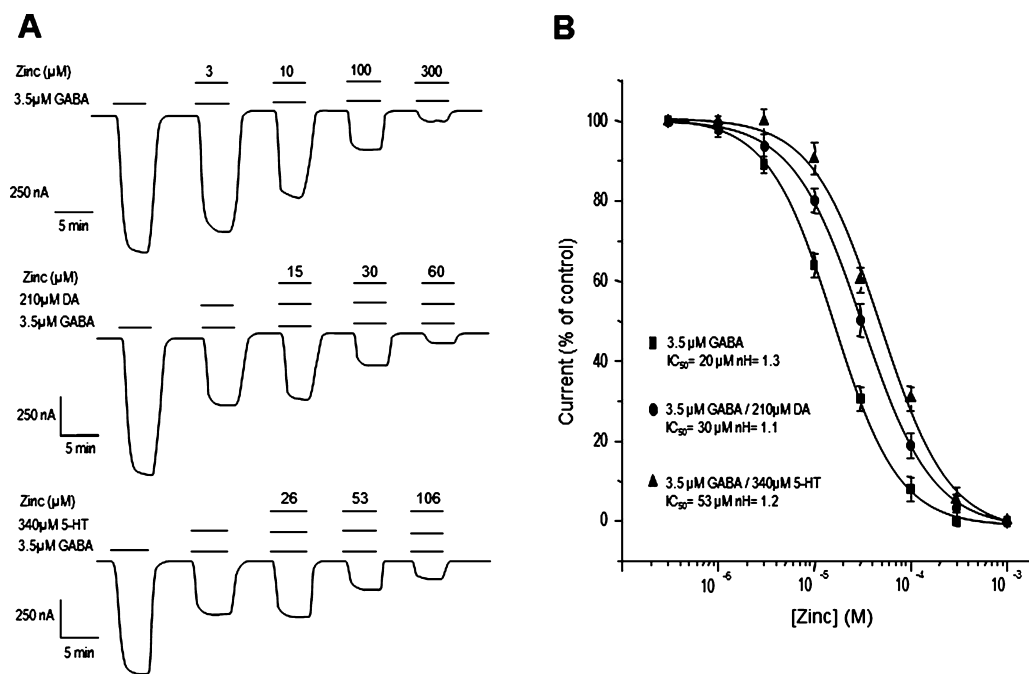 A
Zinc (µM)
3 10 100 300
3.5µM GABA
250 nA
5 min
Zinc (µM)
15 30 60
210µM DA
3.5µM GABA
250 nA
5 min
Zinc (µM)
26 53 106
340µM 5-HT
3.5µM GABA
250 nA
5 min
B
Current (% of control)
100
80
60
40
20
0
3.5 µM GABA
IC50= 20 µM nH= 1.3
3.5 µM GABA / 210µM DA
IC50= 30 µM nH= 1.1
3.5 µM GABA / 340µM 5-HT
IC50= 53 µM nH= 1.2
10-6 10-5 10-4 10-3
[Zinc] (M)